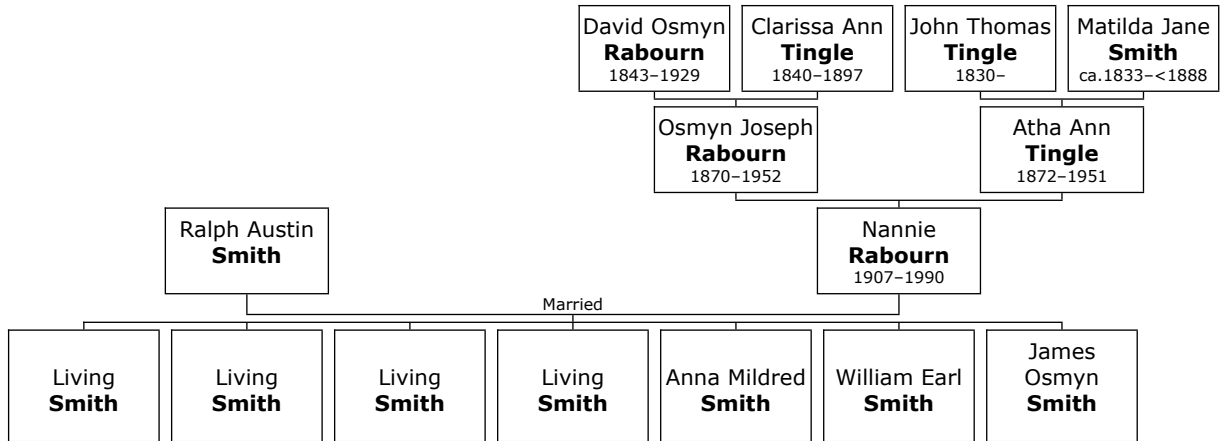 David Osmyn
Rabourn
1843–1929
Clarissa Ann
Tingle
1840–1897
John Thomas
Tingle
1830–
Matilda Jane
Smith
ca.1833–<1888
Osmyn Joseph
Rabourn
1870–1952
Atha Ann
Tingle
1872–1951
Ralph Austin
Smith
Nannie
Rabourn
1907–1990
Married
Living
Smith
Living
Smith
Living
Smith
Living
Smith
Anna Mildred
Smith
William Earl
Smith
James
Osmyn
Smith